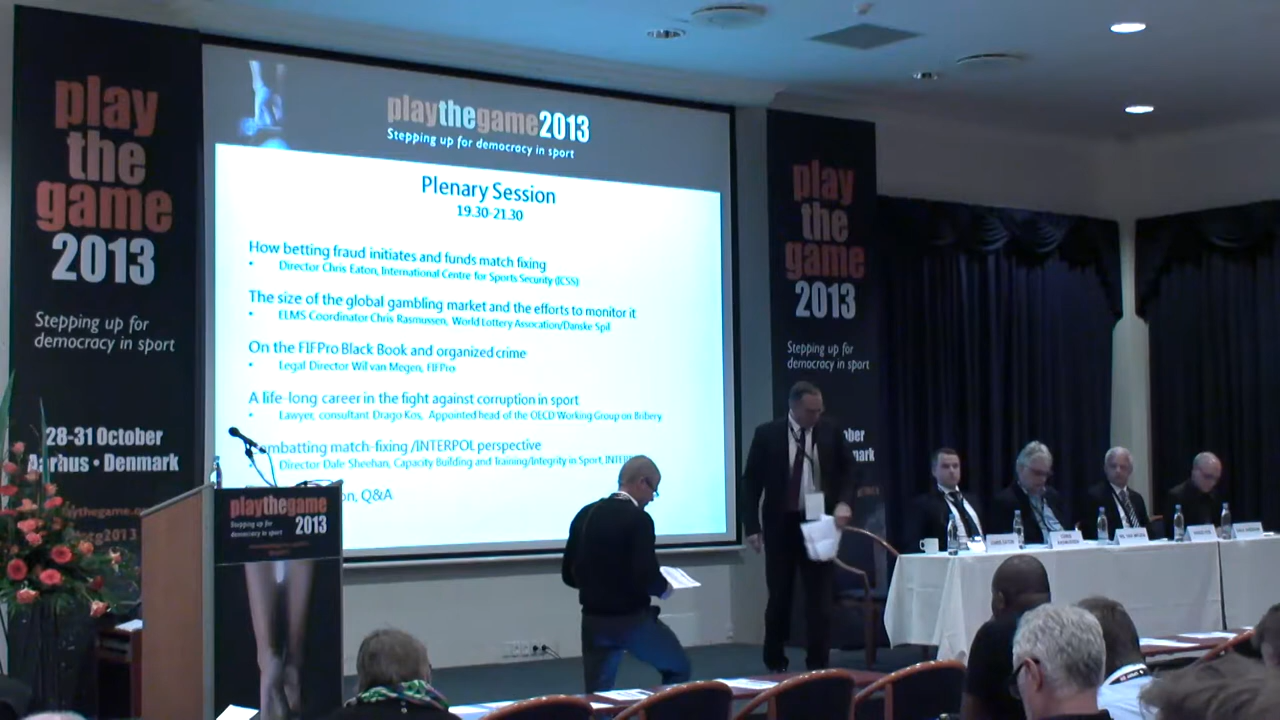 play
the
game
2013
Stepping up for
democracy in sport
28-31 October
Aarhus • Denmark
playthegame2013
Stepping up for democracy in sport
Plenary Session
19.30-21.30
How betting fraud initiates and funds match fixing
• Director Chris Eaton, International Centre for Sports Security (ICSS)
The size of the global gambling market and the efforts to monitor it
• ELMS Coordinator Chris Rasmussen, World Lottery Assocation/Danske Spil
On the FIFPro Black Book and organized crime
• Legal Director Wil van Megen, FIFPro
A life-long career in the fight against corruption in sport
• Lawyer, consultant Drago Kos, Appointed head of the OECD Working Group on Bribery
ombatting match-fixing /INTERPOL perspective
• Director Dale Sheehan, Capacity Building and Training/Integrity in Sport, INTER
on, Q&A
play
the
game
2013
Stepping up for
democracy in sport
ober
mark
playthegame
2013
Stepping up for
democracy in sport